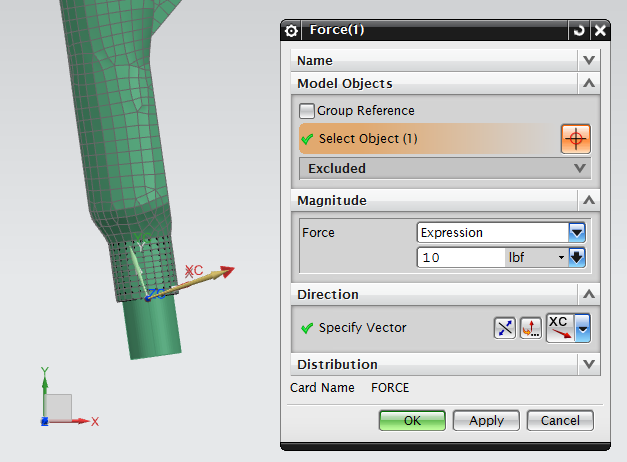 Force(1)
Name
Model Objects
Group Reference
Select Object (1)
Excluded
Magnitude
Force Expression
10 lbf
Direction
Specify Vector XC
Distribution
Card Name FORCE
OK Apply Cancel
Y
XC
Y
X